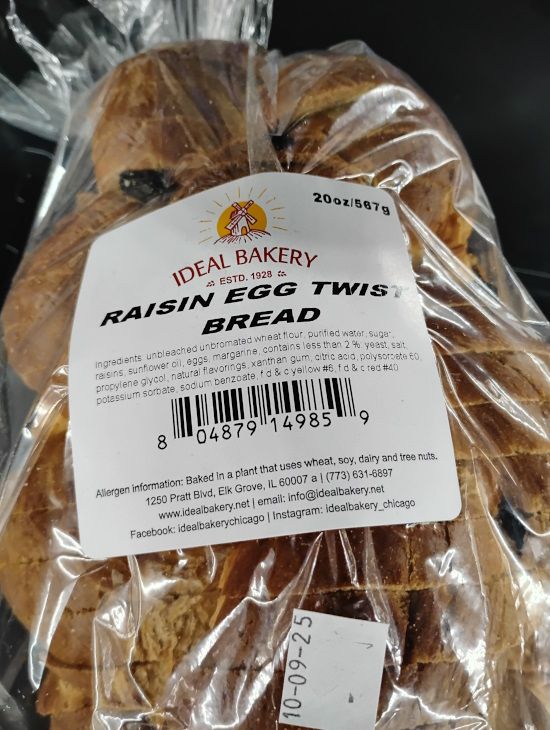 20oz/567g
IDEAL BAKERY
ESTD. 1928
RAISIN EGG TWIST
BREAD
Ingredients: unbleached unbromated wheat flour, purified water, sugar,
raisins, sunflower oil, eggs, margarine, contains less than 2 %: yeast, salt,
propylene glycol, natural flavorings, xanthan gum, citric acid, polysorbate 60,
potassium sorbate, sodium benzoate, f d & c yellow #6, f d & c red #40
8 04879 14985 9
Allergen information: Baked in a plant that uses wheat, soy, dairy and tree nuts.
1250 Pratt Blvd, Elk Grove, IL 60007 a | (773) 631-6897
www.idealbakery.net | email: info@idealbakery.net
Facebook: idealbakerychicago | Instagram: idealbakery_chicago
10-09-25